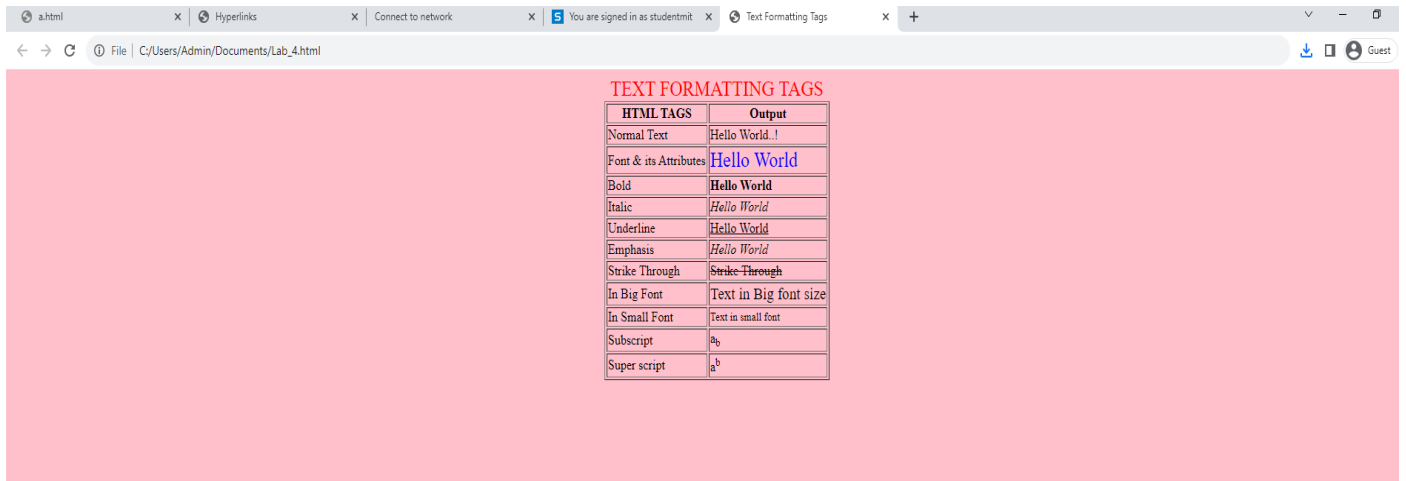 a.html Hyperlinks Connect to network You are signed in as studentmit Text Formatting Tags
File C:/Users/Admin/Documents/Lab_4.html Guest
TEXT FORMATTING TAGS
HTML TAGS Output
Normal Text Hello World..!
Font & its Attributes Hello World
Bold Hello World
Italic Hello World
Underline Hello World
Emphasis Hello World
Strike Through Strike Through
In Big Font Text in Big font size
In Small Font Text in small font
Subscript ab
Super script ab